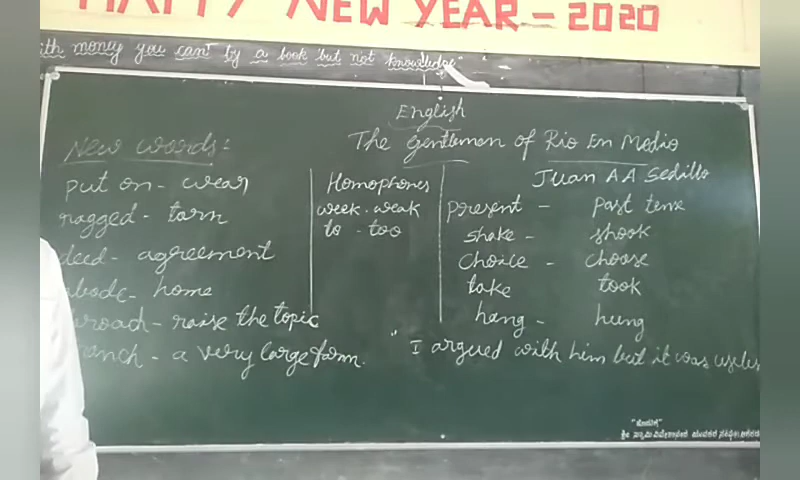 HAPPY NEW YEAR - 2020
ith money you can't by a book but not knowledge"
English
The Gentlemen of Rio En Medio
Juan A A Sedillo
New words:
put on - wear
ragged - torn
deed - agreement
abode - home
broach - raise the topic
ranch - a very large farm.
Homophones
week - weak
to - too
present - past tense
shake - shook
choice - choose
take - took
hang - hung
" I argued with him but it was useless